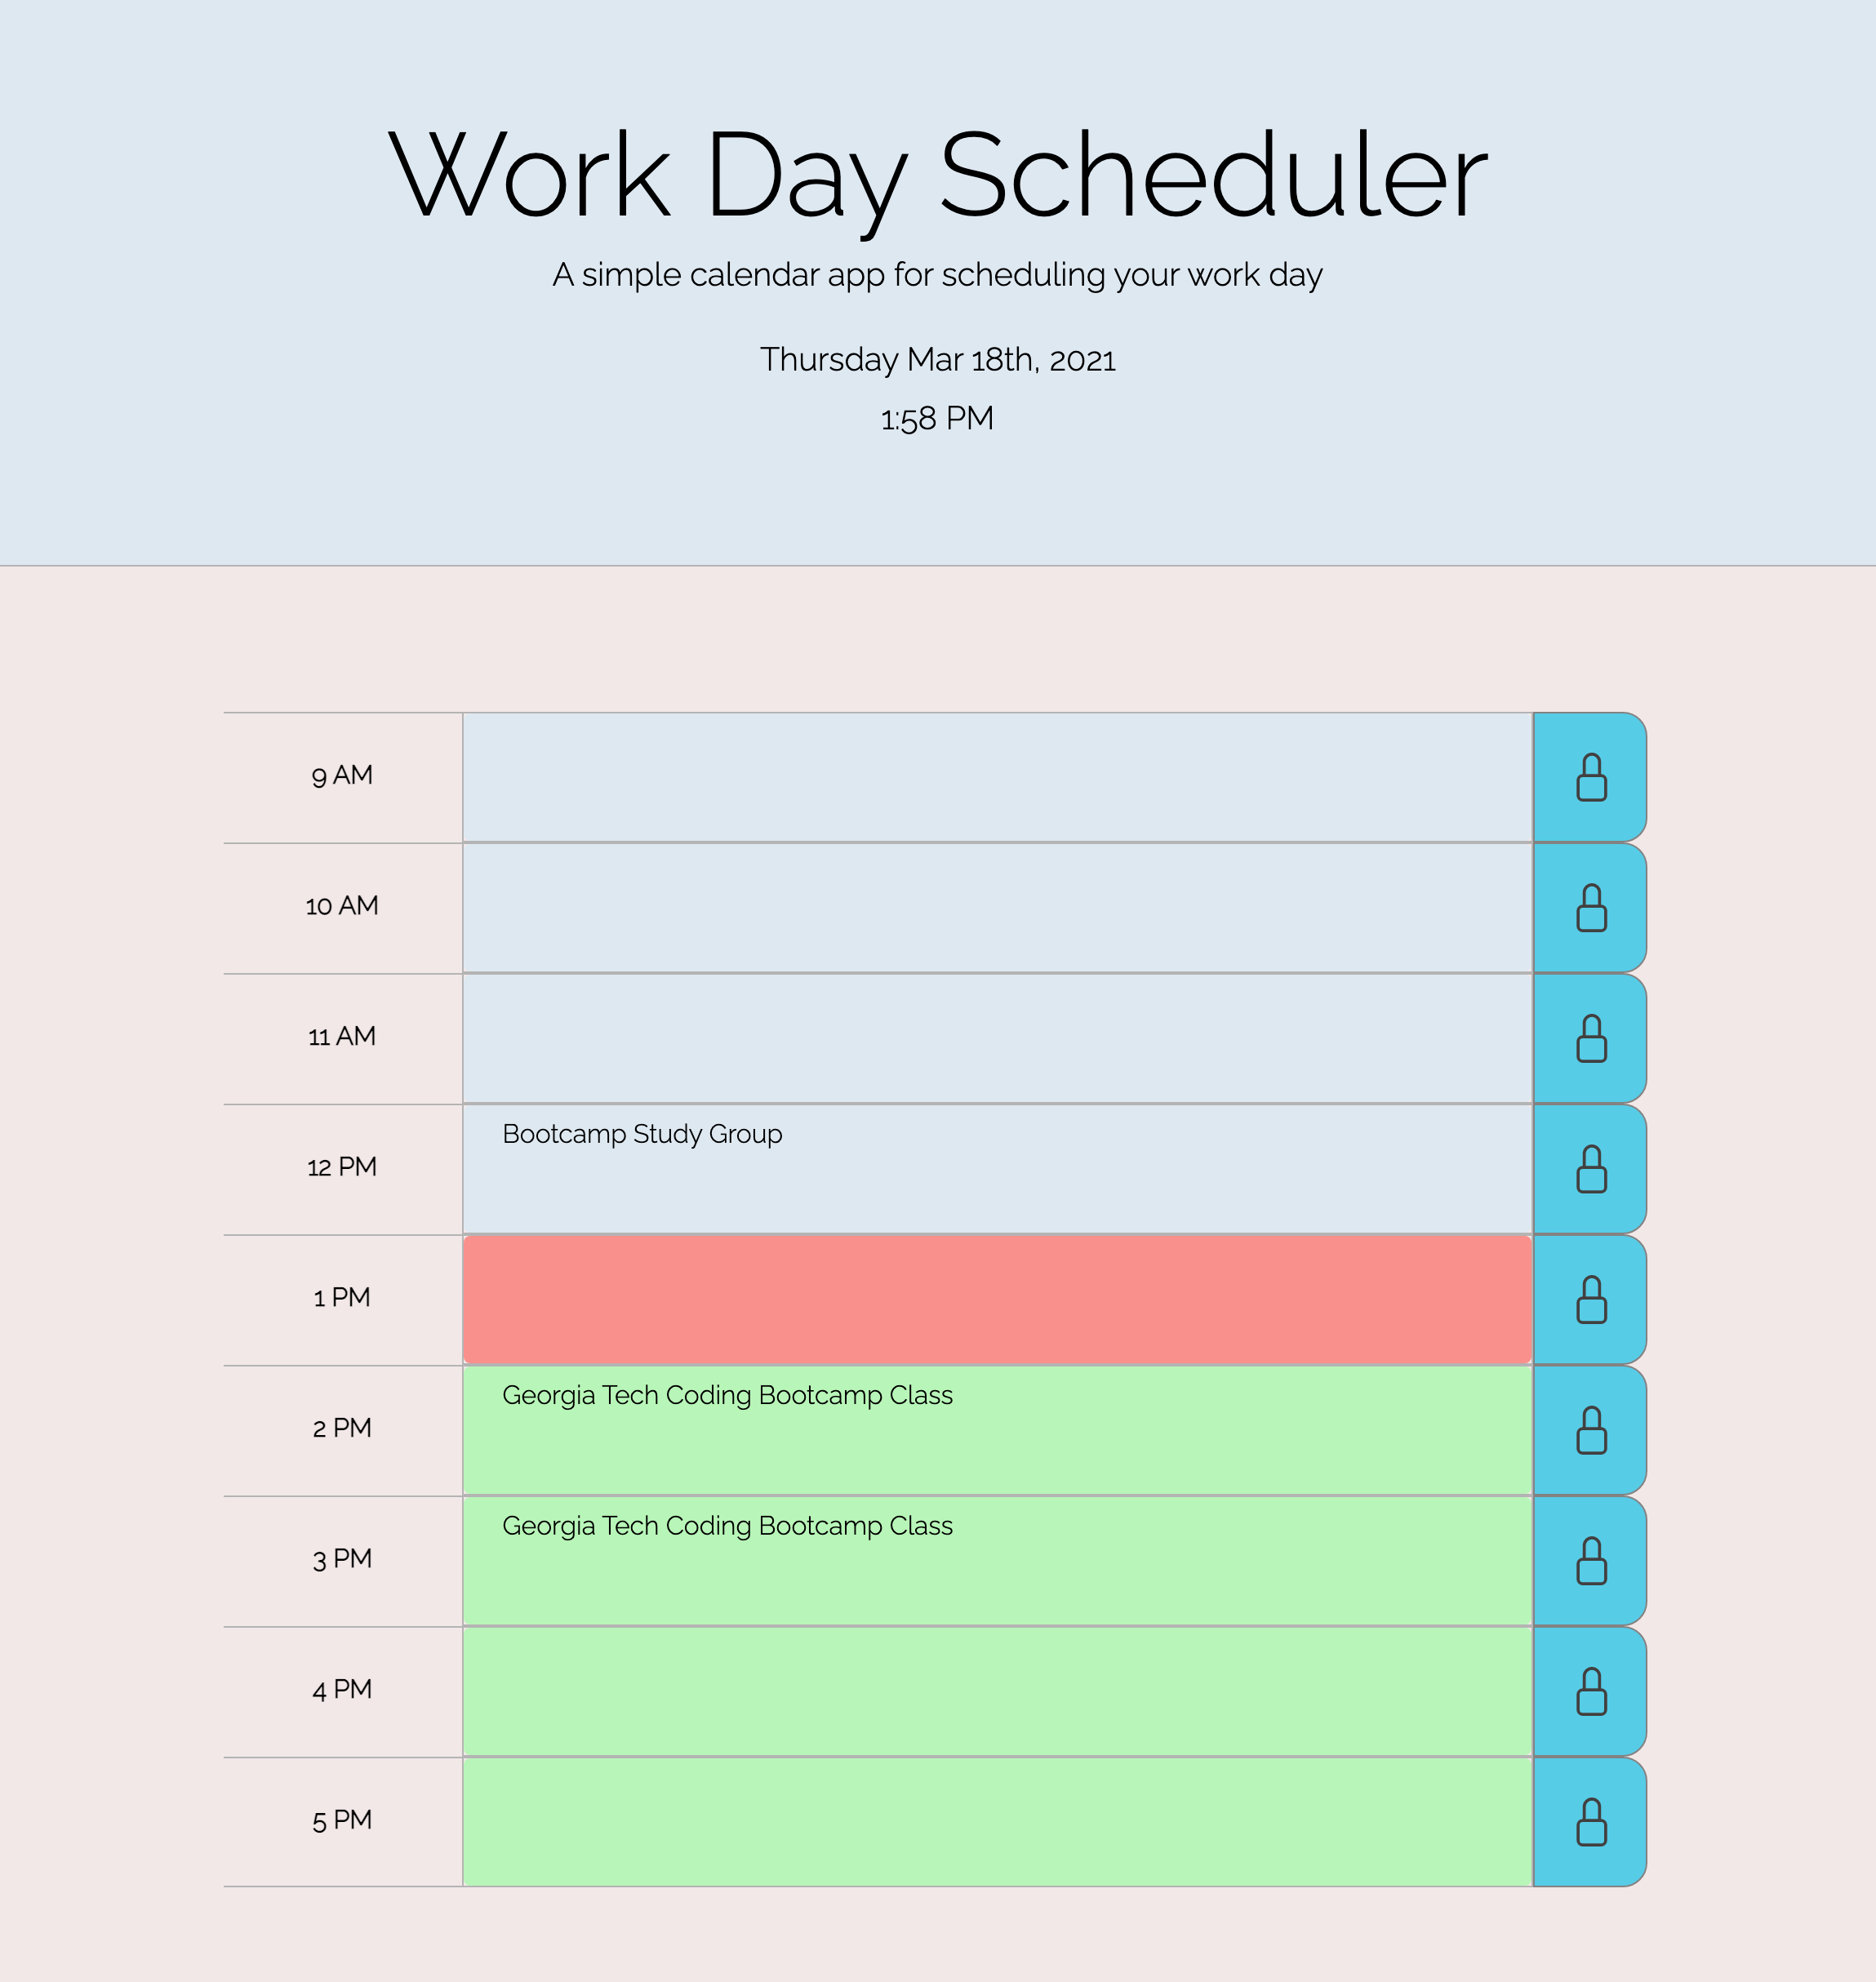 Work Day Scheduler
A simple calendar app for scheduling your work day
Thursday Mar 18th, 2021
1:58 PM
9 AM
10 AM
11 AM
12 PM
Bootcamp Study Group
1 PM
2 PM
Georgia Tech Coding Bootcamp Class
3 PM
Georgia Tech Coding Bootcamp Class
4 PM
5 PM